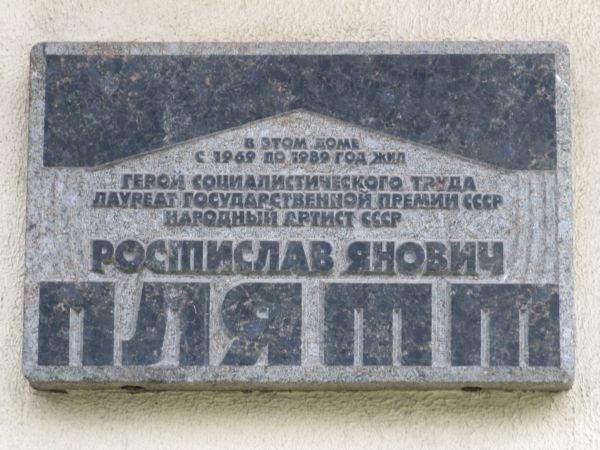 В ЭТОМ ДОМЕ
С 1969 ДО 1989 ГОД ЖИЛ
ГЕРОЙ СОЦИАЛИСТИЧЕСКОГО ТРУДА
ЛАУРЕАТ ГОСУДАРСТВЕННОЙ ПРЕМИИ СССР
НАРОДНЫЙ АРТИСТ СССР
РОСТИСЛАВ ЯНОВИЧ
ПЛЯТТ